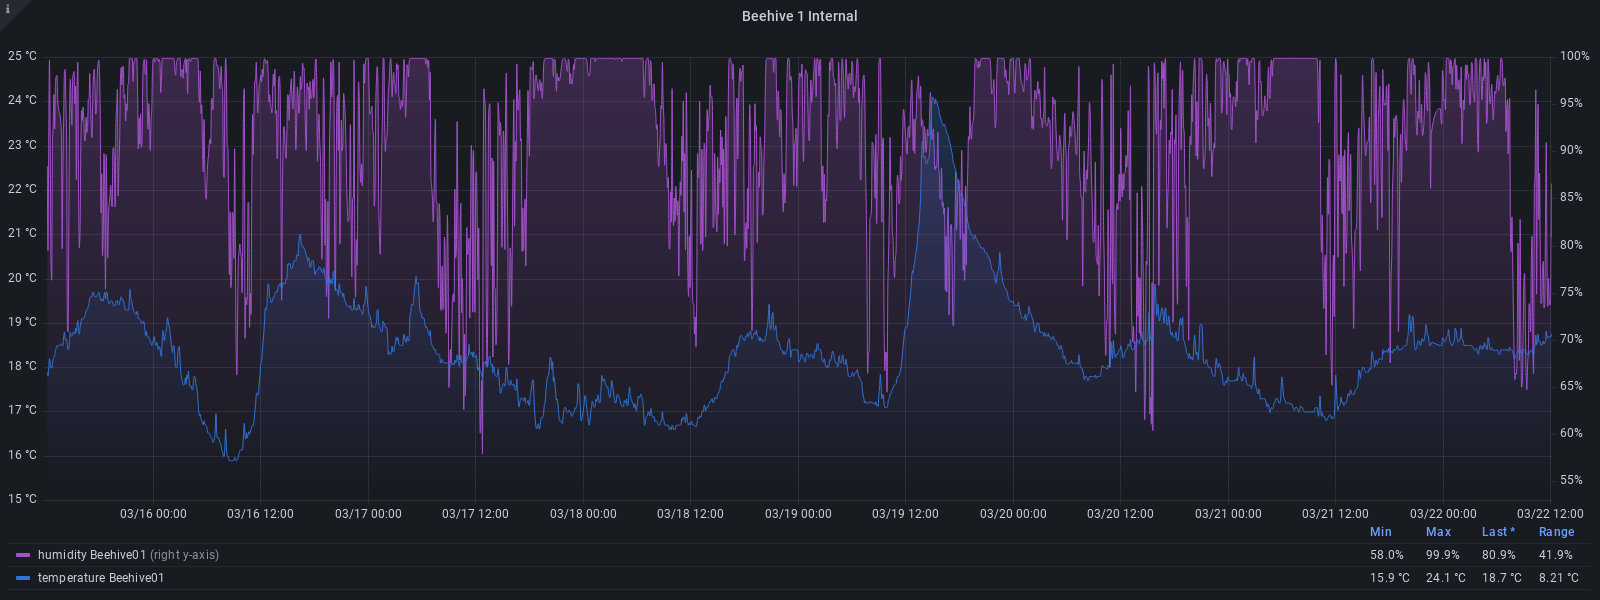 i
Beehive 1 Internal
25 °C 100%
24 °C 95%
23 °C 90%
22 °C 85%
21 °C 80%
20 °C 75%
19 °C 70%
18 °C 65%
17 °C 60%
16 °C 55%
15 °C
03/16 00:00 03/16 12:00 03/17 00:00 03/17 12:00 03/18 00:00 03/18 12:00 03/19 00:00 03/19 12:00 03/20 00:00 03/20 12:00 03/21 00:00 03/21 12:00 03/22 00:00 03/22 12:00
Min Max Last * Range
humidity Beehive01 (right y-axis) 58.0% 99.9% 80.9% 41.9%
temperature Beehive01 15.9 °C 24.1 °C 18.7 °C 8.21 °C